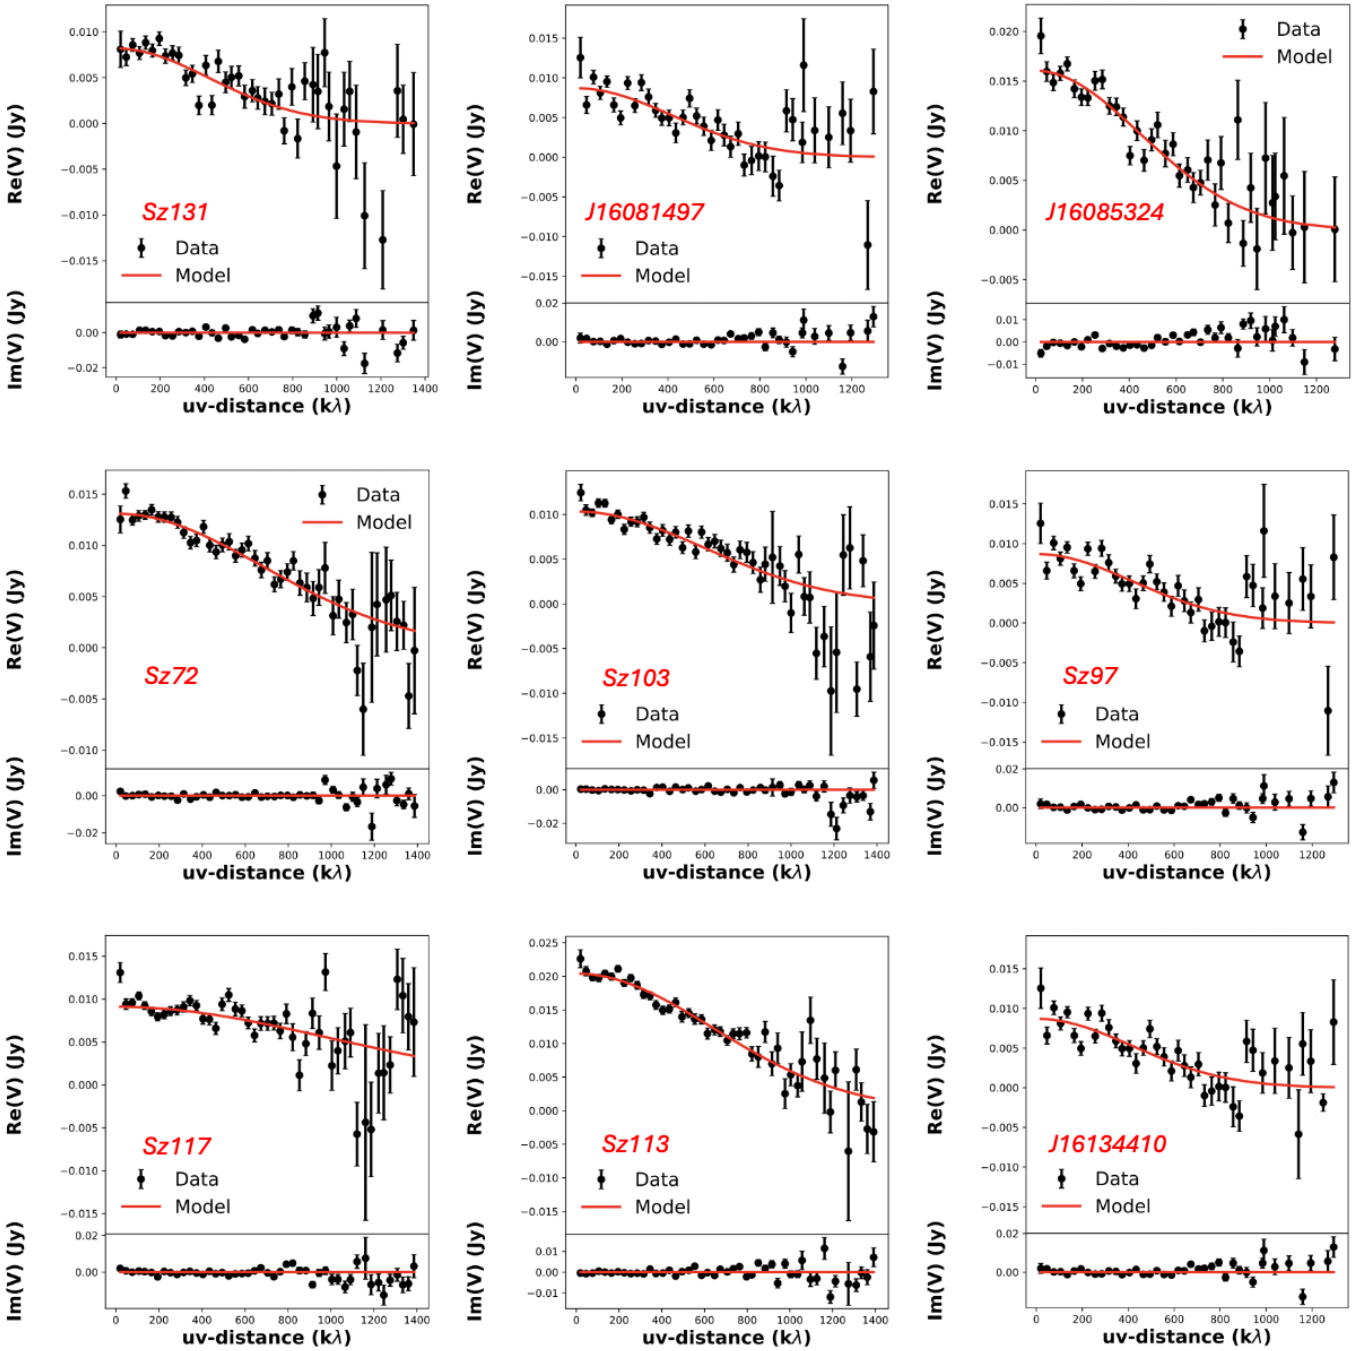 0.010
0.005
0.000
−0.005
−0.010
−0.015
Re(V) (Jy)
Sz131
Data
Model
0.00
−0.02
Im(V) (Jy)
0 200 400 600 800 1000 1200 1400
uv-distance (kλ)
0.015
0.010
0.005
0.000
−0.005
−0.010
−0.015
Re(V) (Jy)
J16081497
Data
Model
0.02
0.00
Im(V) (Jy)
0 200 400 600 800 1000 1200
uv-distance (kλ)
0.020
0.015
0.010
0.005
0.000
−0.005
Re(V) (Jy)
Data
Model
J16085324
0.01
0.00
−0.01
Im(V) (Jy)
0 200 400 600 800 1000 1200
uv-distance (kλ)
0.015
0.010
0.005
0.000
−0.005
−0.010
Re(V) (Jy)
Data
Model
Sz72
0.00
−0.02
Im(V) (Jy)
0 200 400 600 800 1000 1200 1400
uv-distance (kλ)
0.010
0.005
0.000
−0.005
−0.010
−0.015
Re(V) (Jy)
Sz103
Data
Model
0.00
−0.02
Im(V) (Jy)
0 200 400 600 800 1000 1200 1400
uv-distance (kλ)
0.015
0.010
0.005
0.000
−0.005
−0.010
−0.015
Re(V) (Jy)
Sz97
Data
Model
0.02
0.00
Im(V) (Jy)
0 200 400 600 800 1000 1200
uv-distance (kλ)
0.015
0.010
0.005
0.000
−0.005
−0.010
−0.015
Re(V) (Jy)
Sz117
Data
Model
0.02
0.00
Im(V) (Jy)
0 200 400 600 800 1000 1200 1400
uv-distance (kλ)
0.025
0.020
0.015
0.010
0.005
0.000
−0.005
−0.010
−0.015
Re(V) (Jy)
Sz113
Data
Model
0.01
0.00
−0.01
Im(V) (Jy)
0 200 400 600 800 1000 1200 1400
uv-distance (kλ)
0.015
0.010
0.005
0.000
−0.005
−0.010
−0.015
Re(V) (Jy)
J16134410
Data
Model
0.02
0.00
Im(V) (Jy)
0 200 400 600 800 1000 1200
uv-distance (kλ)